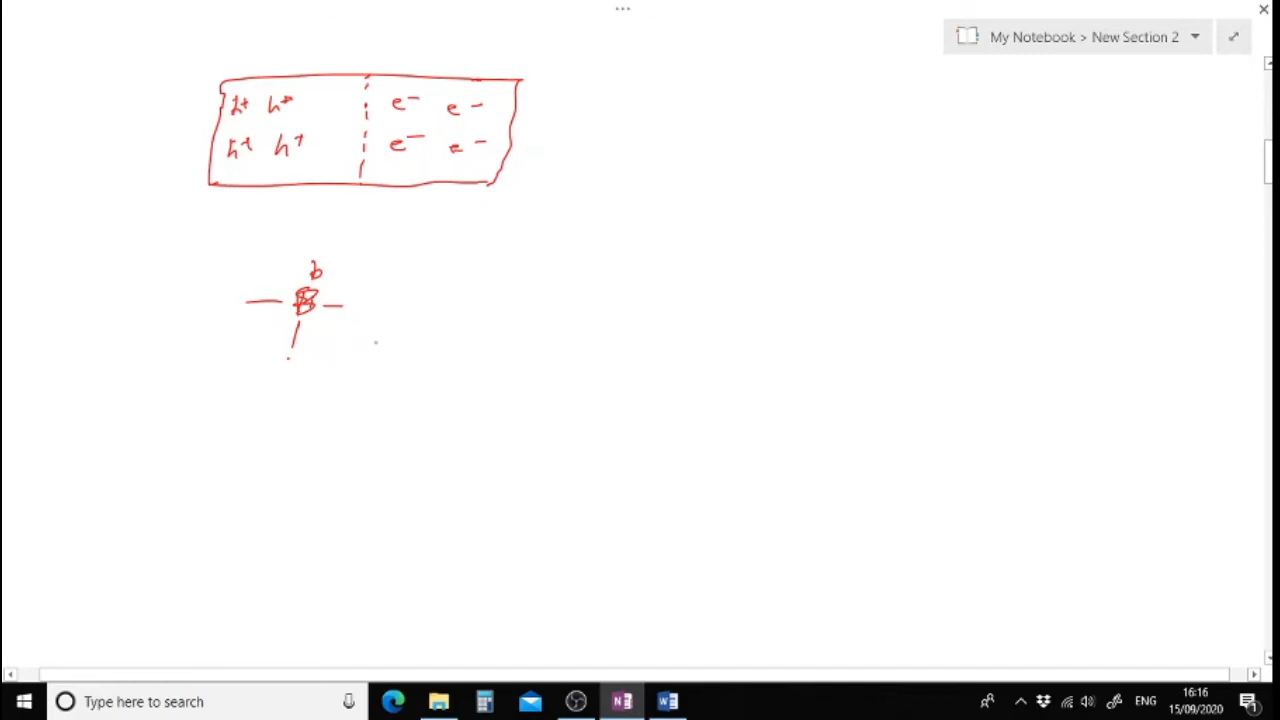 My Notebook > New Section 2
h+ h+ e- e-
h+ h+ e- e-
b
Type here to search
ENG
16:16
15/09/2020